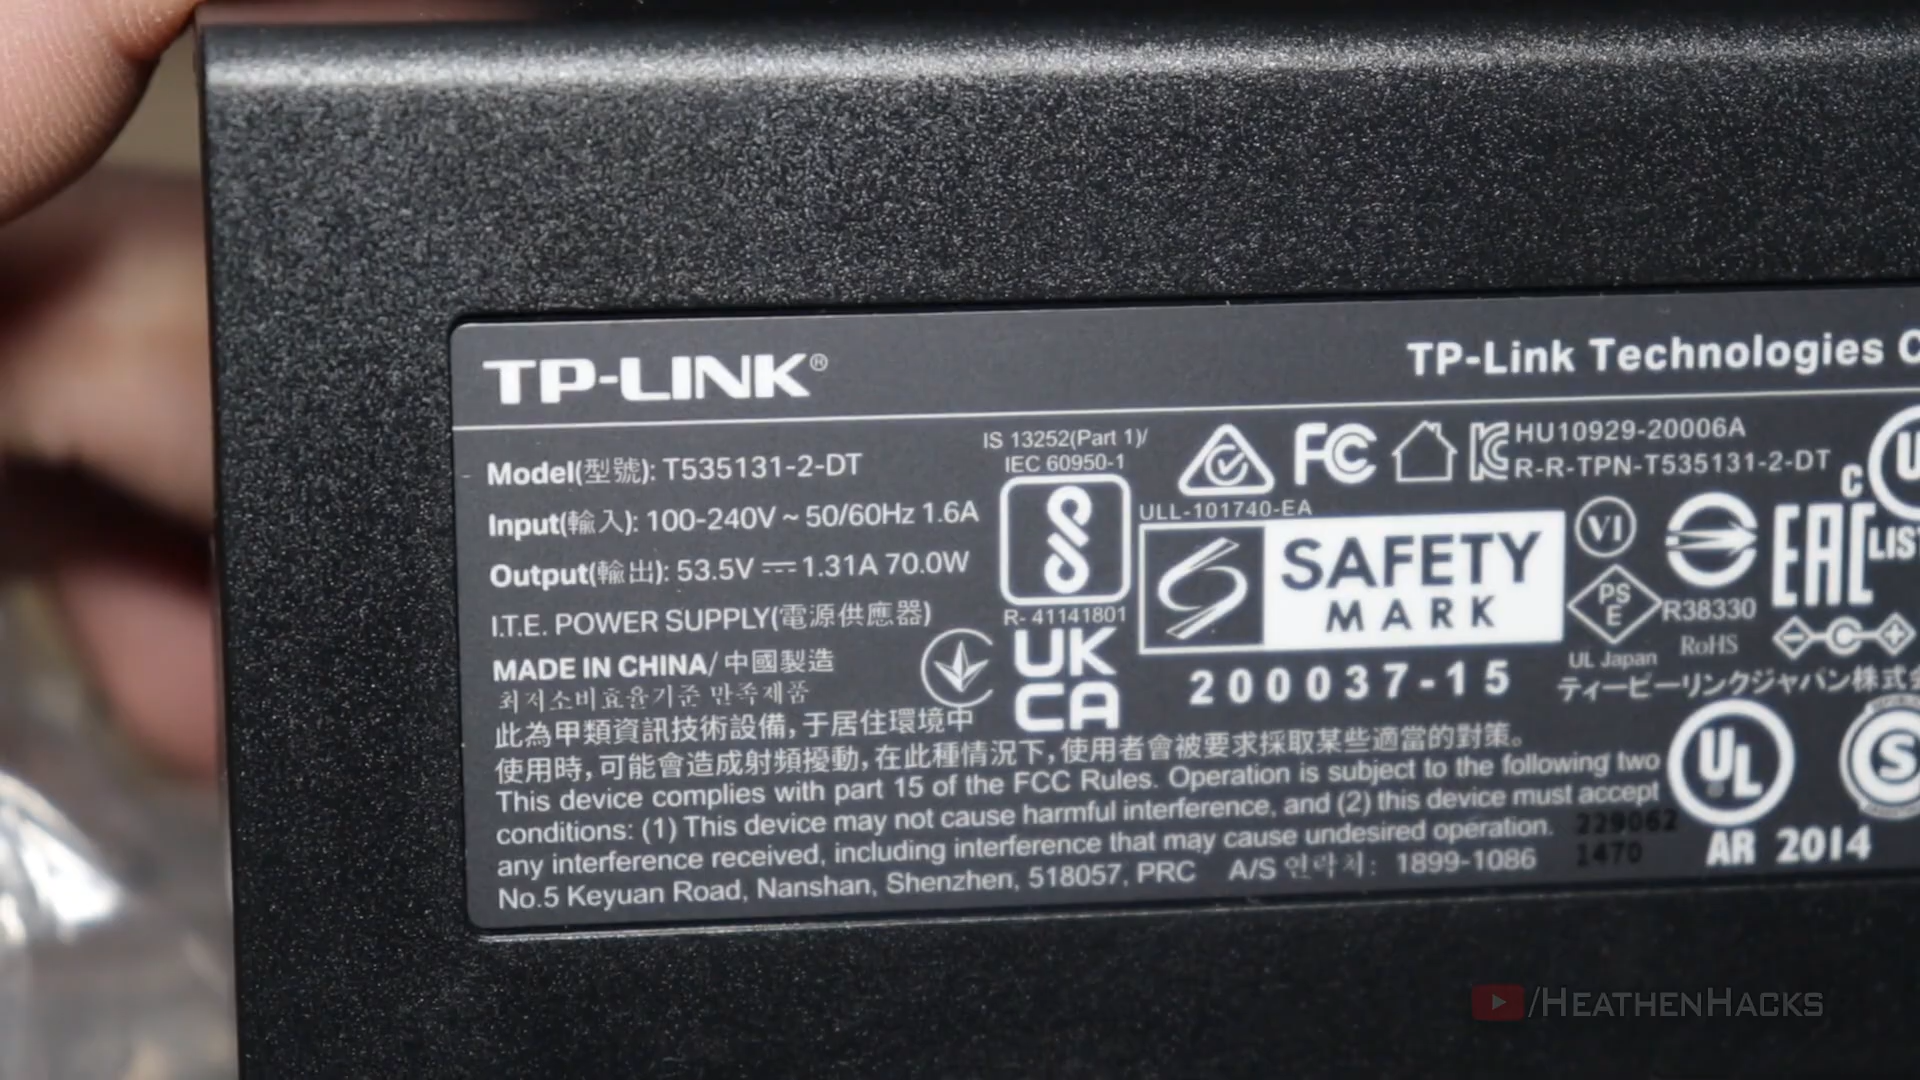 TP-LINK®
TP-Link Technologies C
Model(型號): T535131-2-DT
Input(輸入): 100-240V ~ 50/60Hz 1.6A
Output(輸出): 53.5V ⎓ 1.31A 70.0W
I.T.E. POWER SUPPLY(電源供應器)
MADE IN CHINA/ 中國製造
최저소비효율기준 만족제품
IS 13252(Part 1)/
IEC 60950-1
R- 41141801
UK
CA
FC
HU10929-20006A
R-R-TPN-T535131-2-DT
ULL-101740-EA
SAFETY
MARK
200037-15
VI
PS
E
UL Japan
R38330
RoHS
EAC
C
LIST
ティーピーリンクジャパン株式
此為甲類資訊技術設備，于居住環境中
使用時，可能會造成射頻擾動，在此種情況下，使用者會被要求採取某些適當的對策。
This device complies with part 15 of the FCC Rules. Operation is subject to the following two
conditions: (1) This device may not cause harmful interference, and (2) this device must accept
any interference received, including interference that may cause undesired operation.
No.5 Keyuan Road, Nanshan, Shenzhen, 518057, PRC A/S 연락처: 1899-1086
229062
1470
UL
AR 2014
S
/HEATHENHACKS